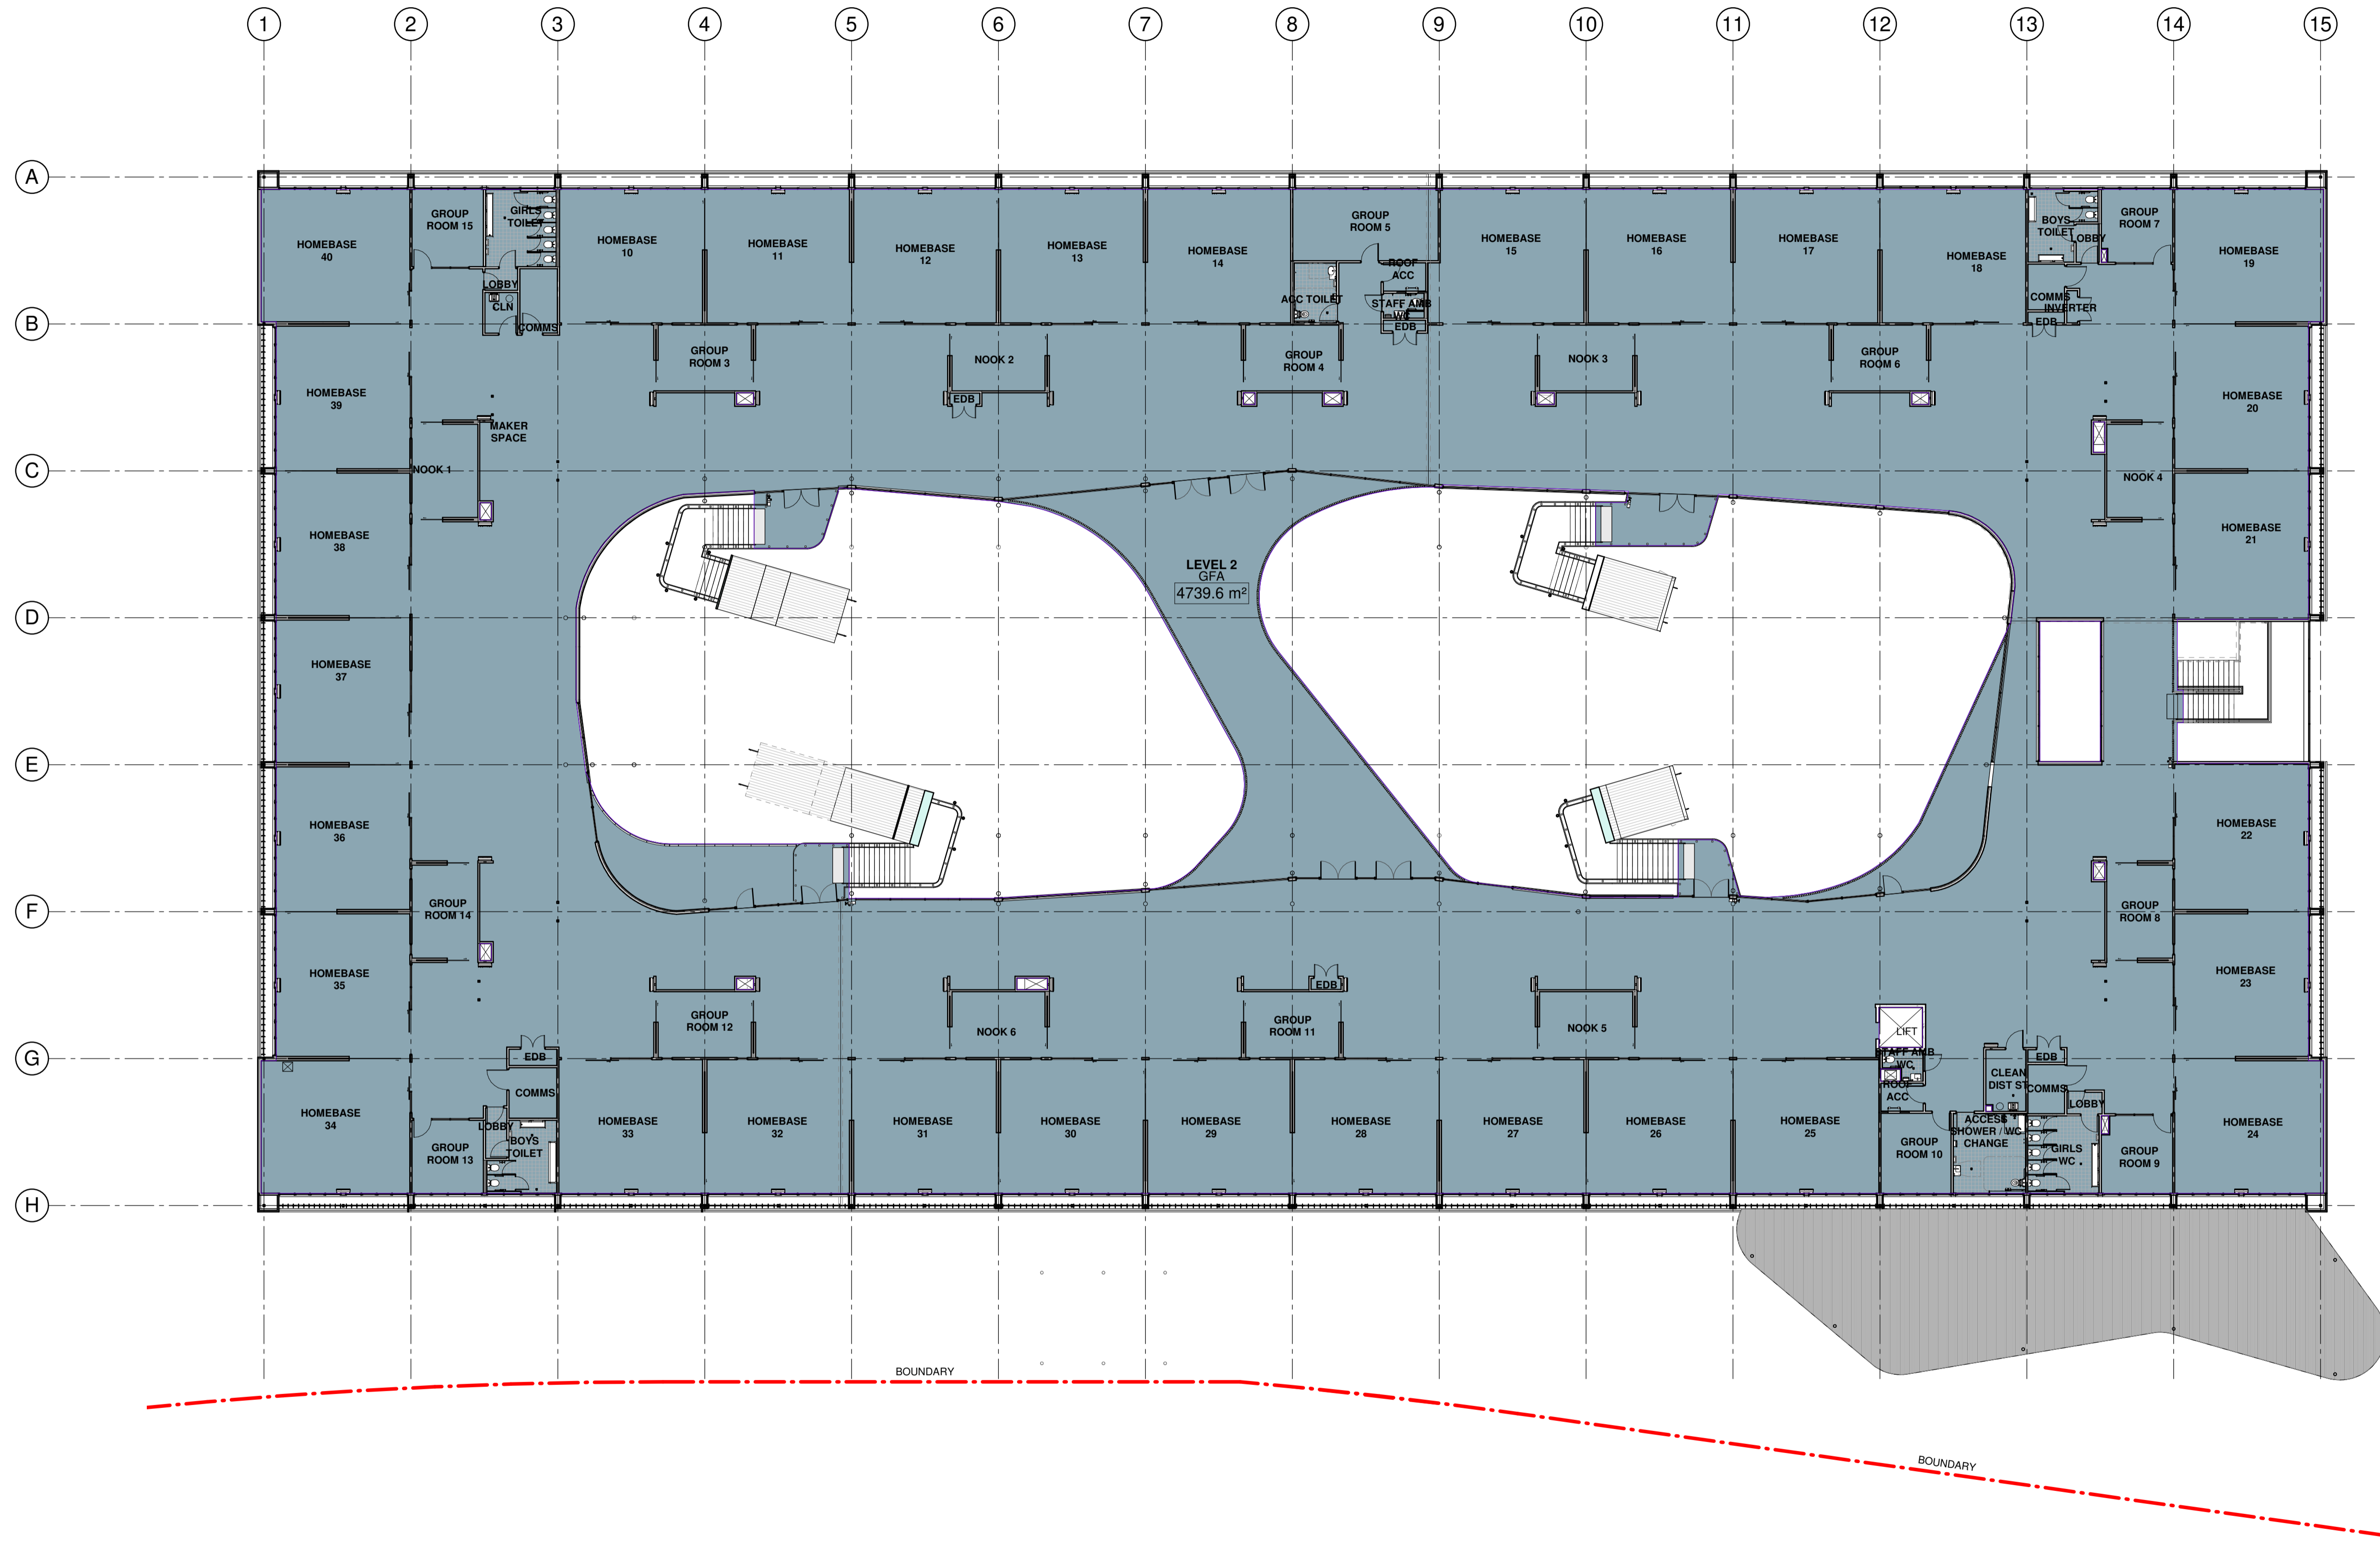 1
2
3
4
5
6
7
8
9
10
11
12
13
14
15
A
B
C
D
E
F
G
H
HOMEBASE
40
GROUP
ROOM 15
GIRLS
TOILET
LOBBY
CLN
COMMS
HOMEBASE
10
HOMEBASE
11
HOMEBASE
12
HOMEBASE
13
HOMEBASE
14
GROUP
ROOM 5
ACC TOILET
ROOF
ACC
STAFF AMB
WC
EDB
HOMEBASE
15
HOMEBASE
16
HOMEBASE
17
HOMEBASE
18
BOYS
TOILET
LOBBY
GROUP
ROOM 7
COMMS
INVERTER
EDB
HOMEBASE
19
HOMEBASE
39
GROUP
ROOM 3
NOOK 2
EDB
GROUP
ROOM 4
NOOK 3
GROUP
ROOM 6
HOMEBASE
20
MAKER
SPACE
NOOK 1
NOOK 4
HOMEBASE
38
HOMEBASE
21
LEVEL 2
GFA
4739.6 m²
HOMEBASE
37
HOMEBASE
36
HOMEBASE
22
GROUP
ROOM 14
GROUP
ROOM 8
HOMEBASE
35
HOMEBASE
23
GROUP
ROOM 12
NOOK 6
GROUP
ROOM 11
EDB
NOOK 5
LIFT
EDB
COMMS
STAFF AMB
WC
ROOF
ACC
CLEAN
DIST ST
EDB
COMMS
LOBBY
HOMEBASE
34
GROUP
ROOM 13
LOBBY
BOYS
TOILET
HOMEBASE
33
HOMEBASE
32
HOMEBASE
31
HOMEBASE
30
HOMEBASE
29
HOMEBASE
28
HOMEBASE
27
HOMEBASE
26
HOMEBASE
25
GROUP
ROOM 10
ACCESS
SHOWER / WC
CHANGE
GIRLS
WC
GROUP
ROOM 9
HOMEBASE
24
BOUNDARY
BOUNDARY